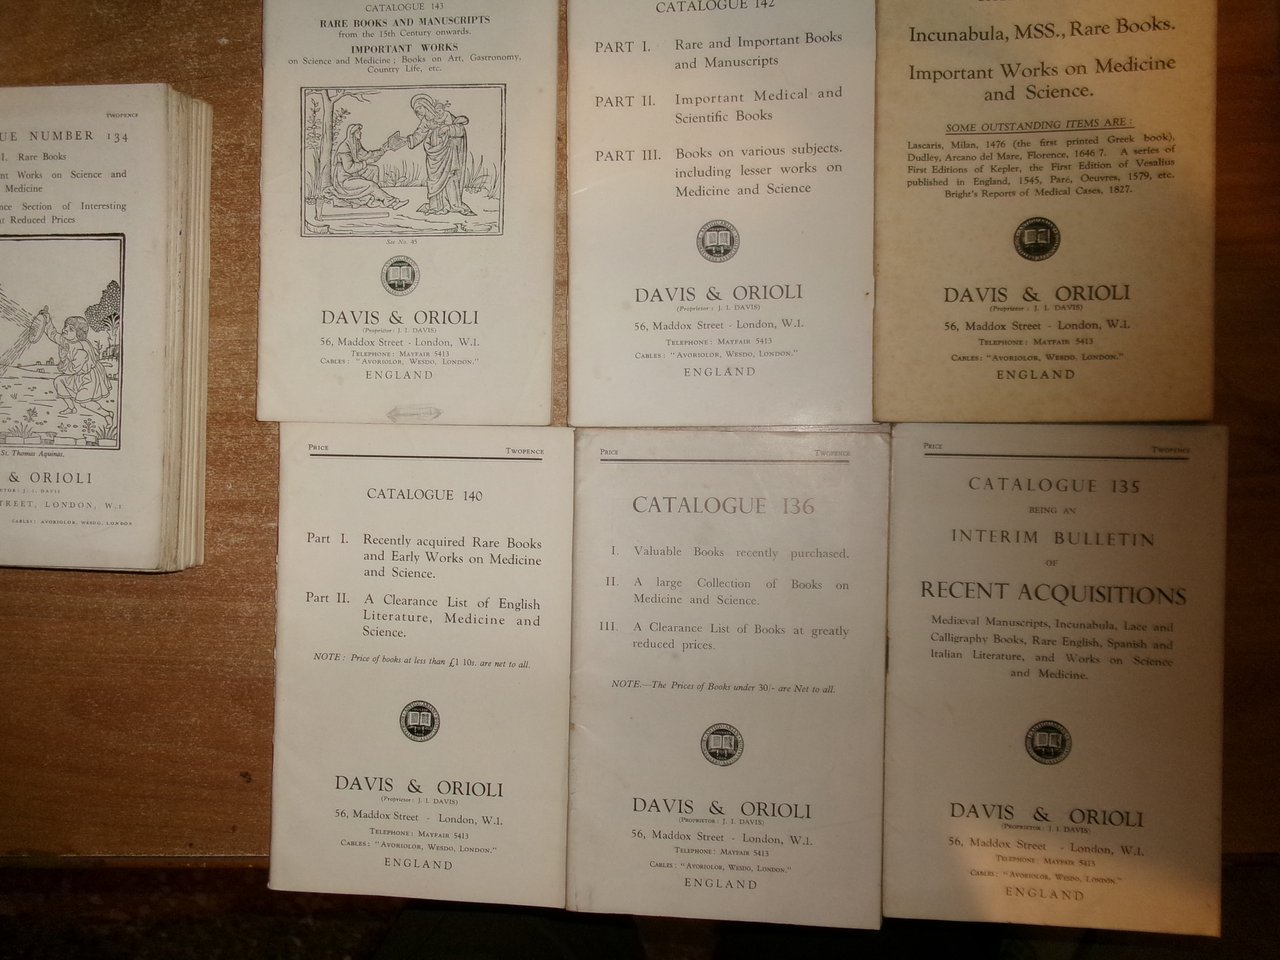 TWOPENCE
UE NUMBER 134
I. Rare Books
nt Works on Science and
Medicine
nce Section of Interesting
t Reduced Prices
St. Thomas Aquinas.
& ORIOLI
ETOR: J. I. DAVIS
TREET, LONDON, W.1
CABLES: AVORIOLOR, WESDO, LONDON
CATALOGUE 143
RARE BOOKS AND MANUSCRIPTS
from the 15th Century onwards.
IMPORTANT WORKS
on Science and Medicine; Books on Art, Gastronomy,
Country Life, etc.
See No. 45
DAVIS & ORIOLI
(Proprietor: J. I. DAVIS)
56, Maddox Street - London, W.1.
TELEPHONE: MAYFAIR 5413
CABLES: "AVORIOLOR, WESDO, LONDON."
ENGLAND
CATALOGUE 142
PART I. Rare and Important Books
and Manuscripts
PART II. Important Medical and
Scientific Books
PART III. Books on various subjects.
including lesser works on
Medicine and Science
DAVIS & ORIOLI
(Proprietor: J. I. DAVIS)
56, Maddox Street - London, W.1.
TELEPHONE: MAYFAIR 5413
CABLES: "AVORIOLOR, WESDO, LONDON."
ENGLAND
Incunabula, MSS., Rare Books.
Important Works on Medicine
and Science.
SOME OUTSTANDING ITEMS ARE:
Lascaris, Milan, 1476 (the first printed Greek book),
Dudley, Arcano del Mare, Florence, 1646 7. A series of
First Editions of Kepler, the First Edition of Vesalius
published in England, 1545, Paré, Oeuvres, 1579, etc.
Bright's Reports of Medical Cases, 1827.
DAVIS & ORIOLI
(Proprietor: J. I. DAVIS)
56, Maddox Street - London, W.1.
TELEPHONE: MAYFAIR 5413
CABLES: "AVORIOLOR, WESDO, LONDON."
ENGLAND
PRICE TWOPENCE
CATALOGUE 140
Part I. Recently acquired Rare Books
and Early Works on Medicine
and Science.
Part II. A Clearance List of English
Literature, Medicine and
Science.
NOTE: Price of books at less than £1 10s. are net to all.
DAVIS & ORIOLI
(Proprietor: J. I. DAVIS)
56, Maddox Street - London, W.1.
TELEPHONE: MAYFAIR 5413
CABLES: "AVORIOLOR, WESDO, LONDON."
ENGLAND
PRICE TWOPENCE
CATALOGUE 136
I. Valuable Books recently purchased.
II. A large Collection of Books on
Medicine and Science.
III. A Clearance List of Books at greatly
reduced prices.
NOTE.—The Prices of Books under 30/- are Net to all.
DAVIS & ORIOLI
(PROPRIETOR: J. I. DAVIS)
56, Maddox Street - London, W.1.
TELEPHONE: MAYFAIR 5413
CABLES: "AVORIOLOR, WESDO, LONDON."
ENGLAND
PRICE TWOPENCE
CATALOGUE 135
BEING AN
INTERIM BULLETIN
OF
RECENT ACQUISITIONS
Mediæval Manuscripts, Incunabula, Lace and
Calligraphy Books, Rare English, Spanish and
Italian Literature, and Works on Science
and Medicine.
DAVIS & ORIOLI
(PROPRIETOR: J. I. DAVIS)
56, Maddox Street - London, W.1.
TELEPHONE: MAYFAIR 5413
CABLES: "AVORIOLOR, WESDO, LONDON."
ENGLAND